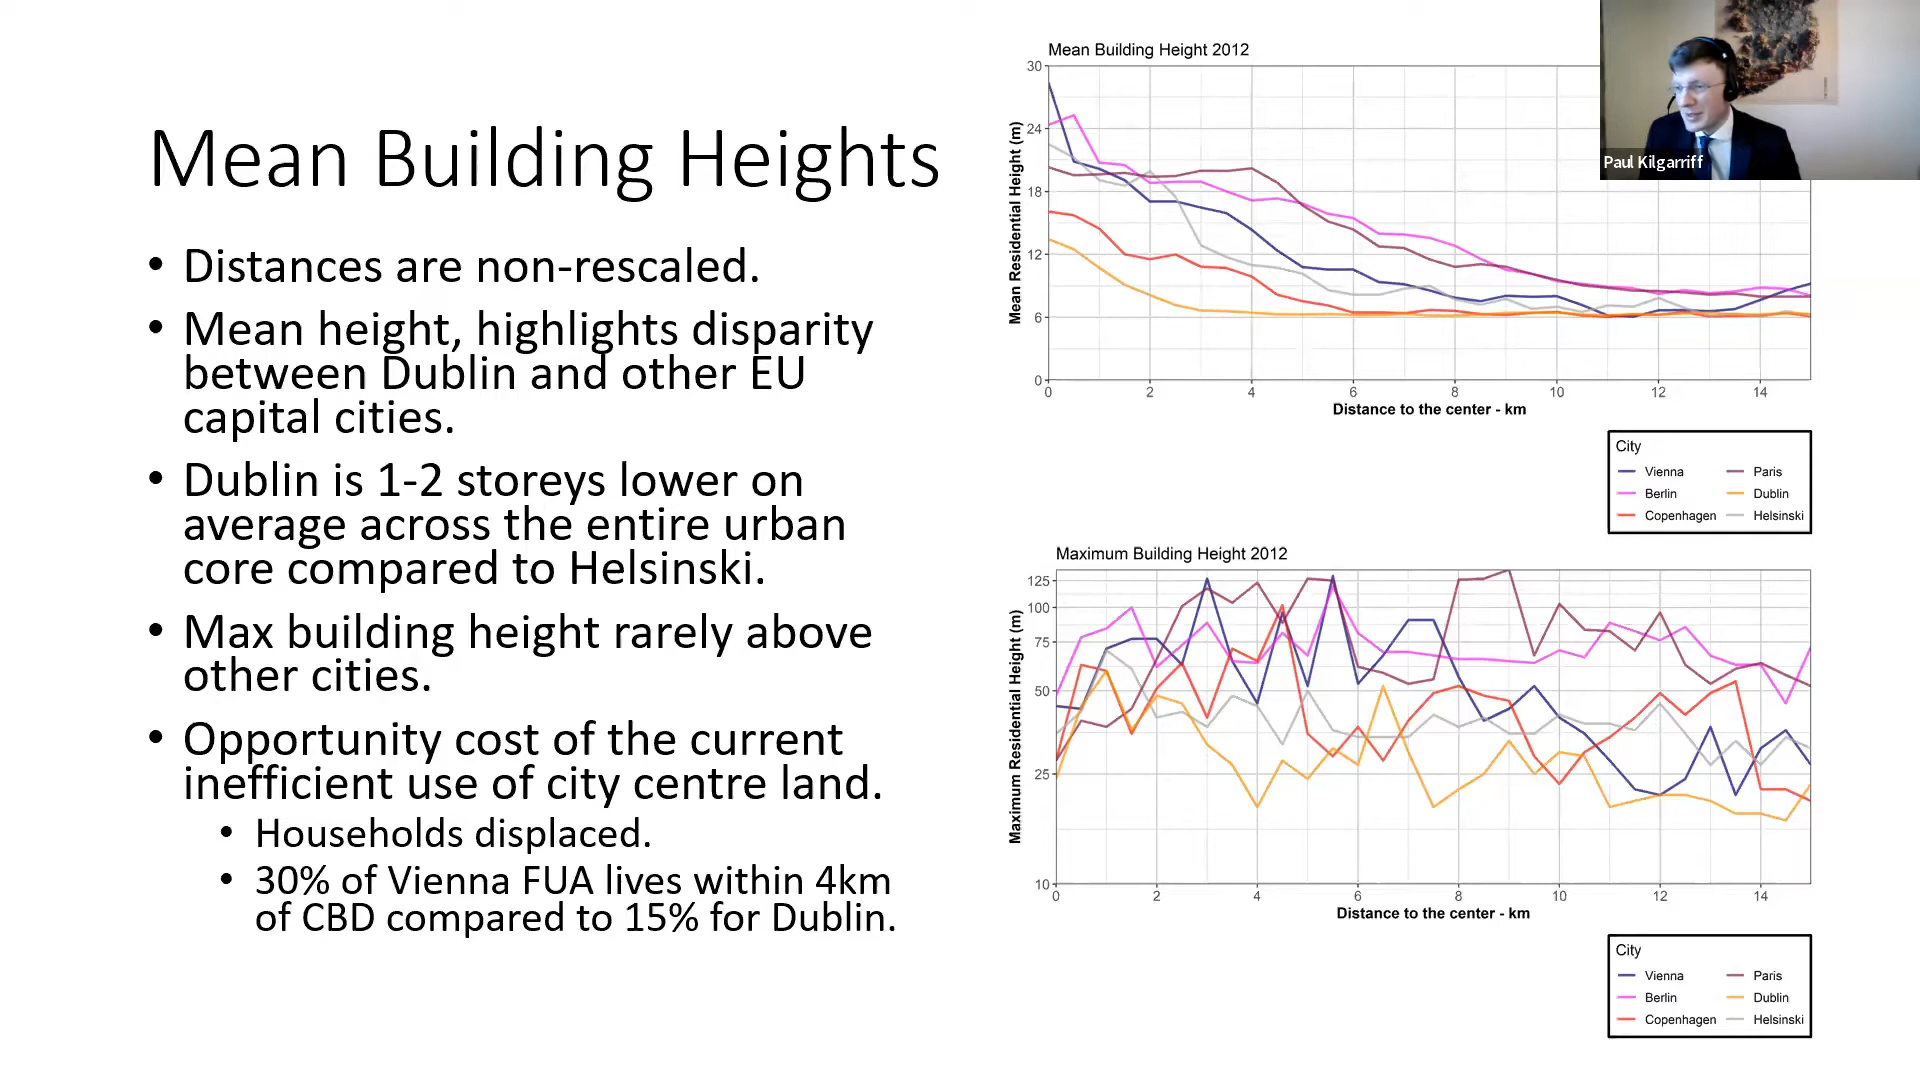 Mean Building Heights
• Distances are non-rescaled.
• Mean height, highlights disparity
between Dublin and other EU
capital cities.
• Dublin is 1-2 storeys lower on
average across the entire urban
core compared to Helsinski.
• Max building height rarely above
other cities.
• Opportunity cost of the current
inefficient use of city centre land.
• Households displaced.
• 30% of Vienna FUA lives within 4km
of CBD compared to 15% for Dublin.
Mean Building Height 2012
Mean Residential Height (m)
30
24
18
12
6
0
0 2 4 6 8 10 12 14
Distance to the center - km
City
Vienna Paris
Berlin Dublin
Copenhagen Helsinski
Maximum Building Height 2012
Maximum Residential Height (m)
125
100
75
50
25
10
0 2 4 6 8 10 12 14
Distance to the center - km
City
Vienna Paris
Berlin Dublin
Copenhagen Helsinski
Paul Kilgarriff